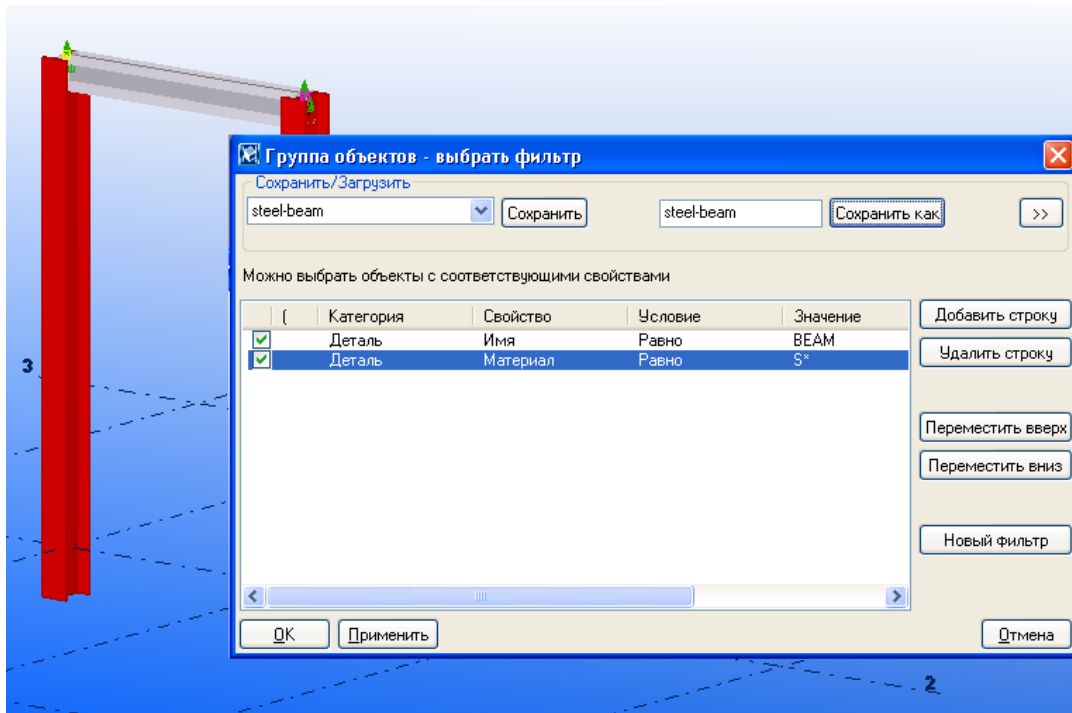 Группа объектов - выбрать фильтр
Сохранить/Загрузить
steel-beam Сохранить steel-beam Сохранить как >>
Можно выбрать объекты с соответствующими свойствами
( Категория Свойство Условие Значение
Деталь Имя Равно BEAM
Деталь Материал Равно S*
Добавить строку
Удалить строку
3
Переместить вверх
Переместить вниз
Новый фильтр
OK Применить Отмена
2